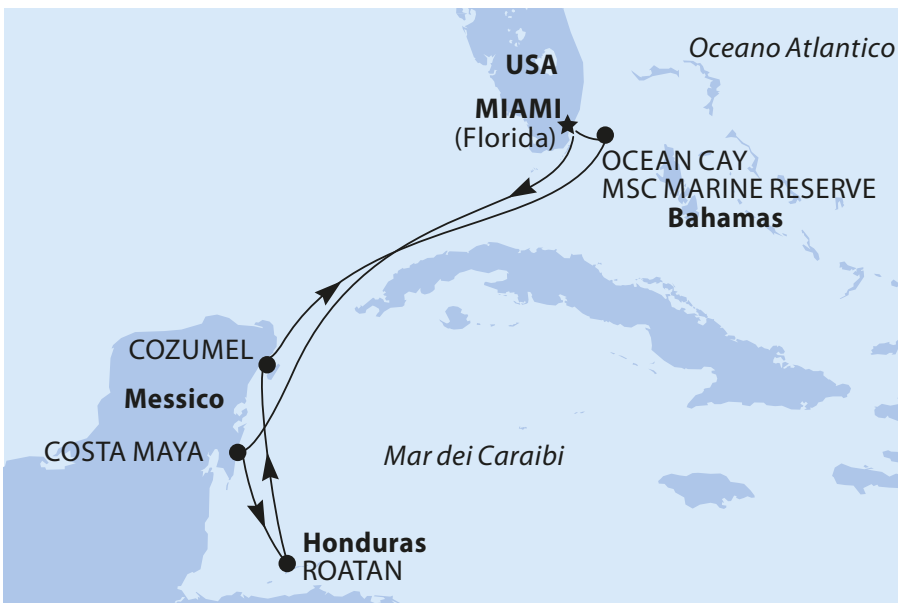 Oceano Atlantico
USA
MIAMI
(Florida)
OCEAN CAY
MSC MARINE RESERVE
Bahamas
COZUMEL
Messico
COSTA MAYA
Mar dei Caraibi
Honduras
ROATAN